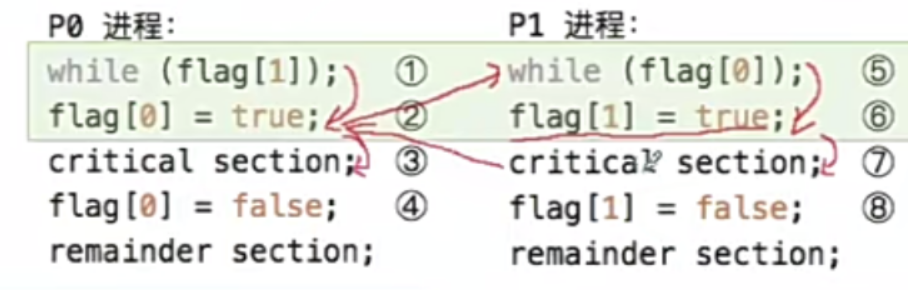 P0 进程:
while (flag[1]); ①
flag[0] = true; ②
critical section; ③
flag[0] = false; ④
remainder section;
P1 进程:
while (flag[0]); ⑤
flag[1] = true; ⑥
critical section; ⑦
flag[1] = false; ⑧
remainder section;